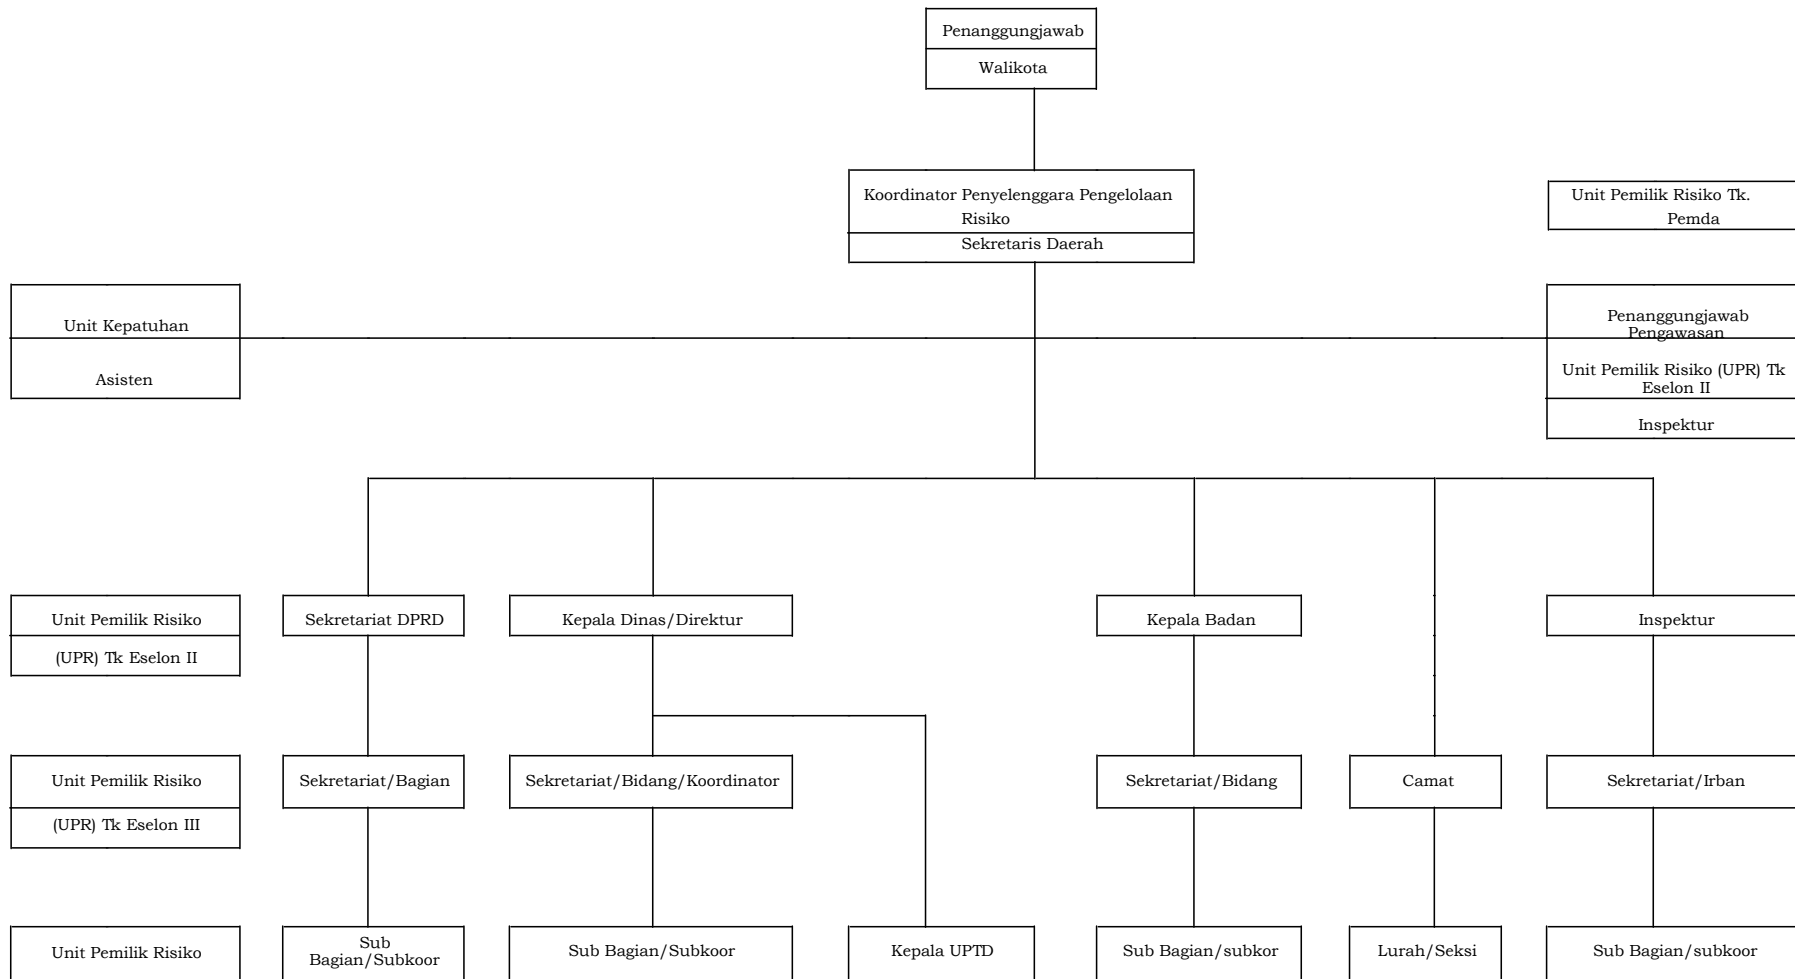 Penanggungjawab
Walikota
Koordinator Penyelenggara Pengelolaan
Risiko
Sekretaris Daerah
Unit Pemilik Risiko Tk.
Pemda
Unit Kepatuhan
Asisten
Penanggungjawab
Pengawasan
Unit Pemilik Risiko (UPR) Tk
Eselon II
Inspektur
Unit Pemilik Risiko
(UPR) Tk Eselon II
Sekretariat DPRD
Kepala Dinas/Direktur
Kepala Badan
Inspektur
Unit Pemilik Risiko
(UPR) Tk Eselon III
Sekretariat/Bagian
Sekretariat/Bidang/Koordinator
Sekretariat/Bidang
Camat
Sekretariat/Irban
Unit Pemilik Risiko
Sub
Bagian/Subkoor
Sub Bagian/Subkoor
Kepala UPTD
Sub Bagian/subkor
Lurah/Seksi
Sub Bagian/subkoor